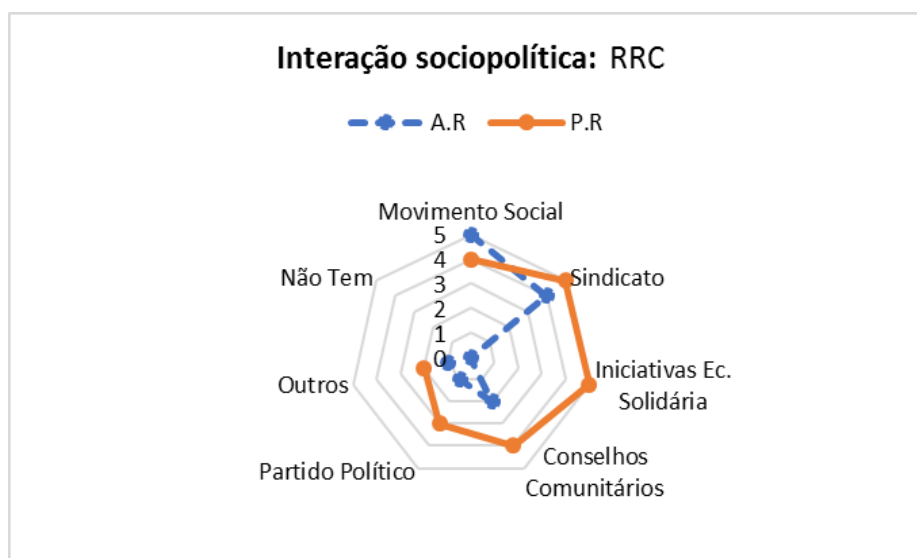 Interação sociopolítica: RRC
A.R P.R
Movimento Social
5
4
3
2
1
0
Sindicato
Iniciativas Ec.
Solidária
Conselhos
Comunitários
Partido Político
Outros
Não Tem